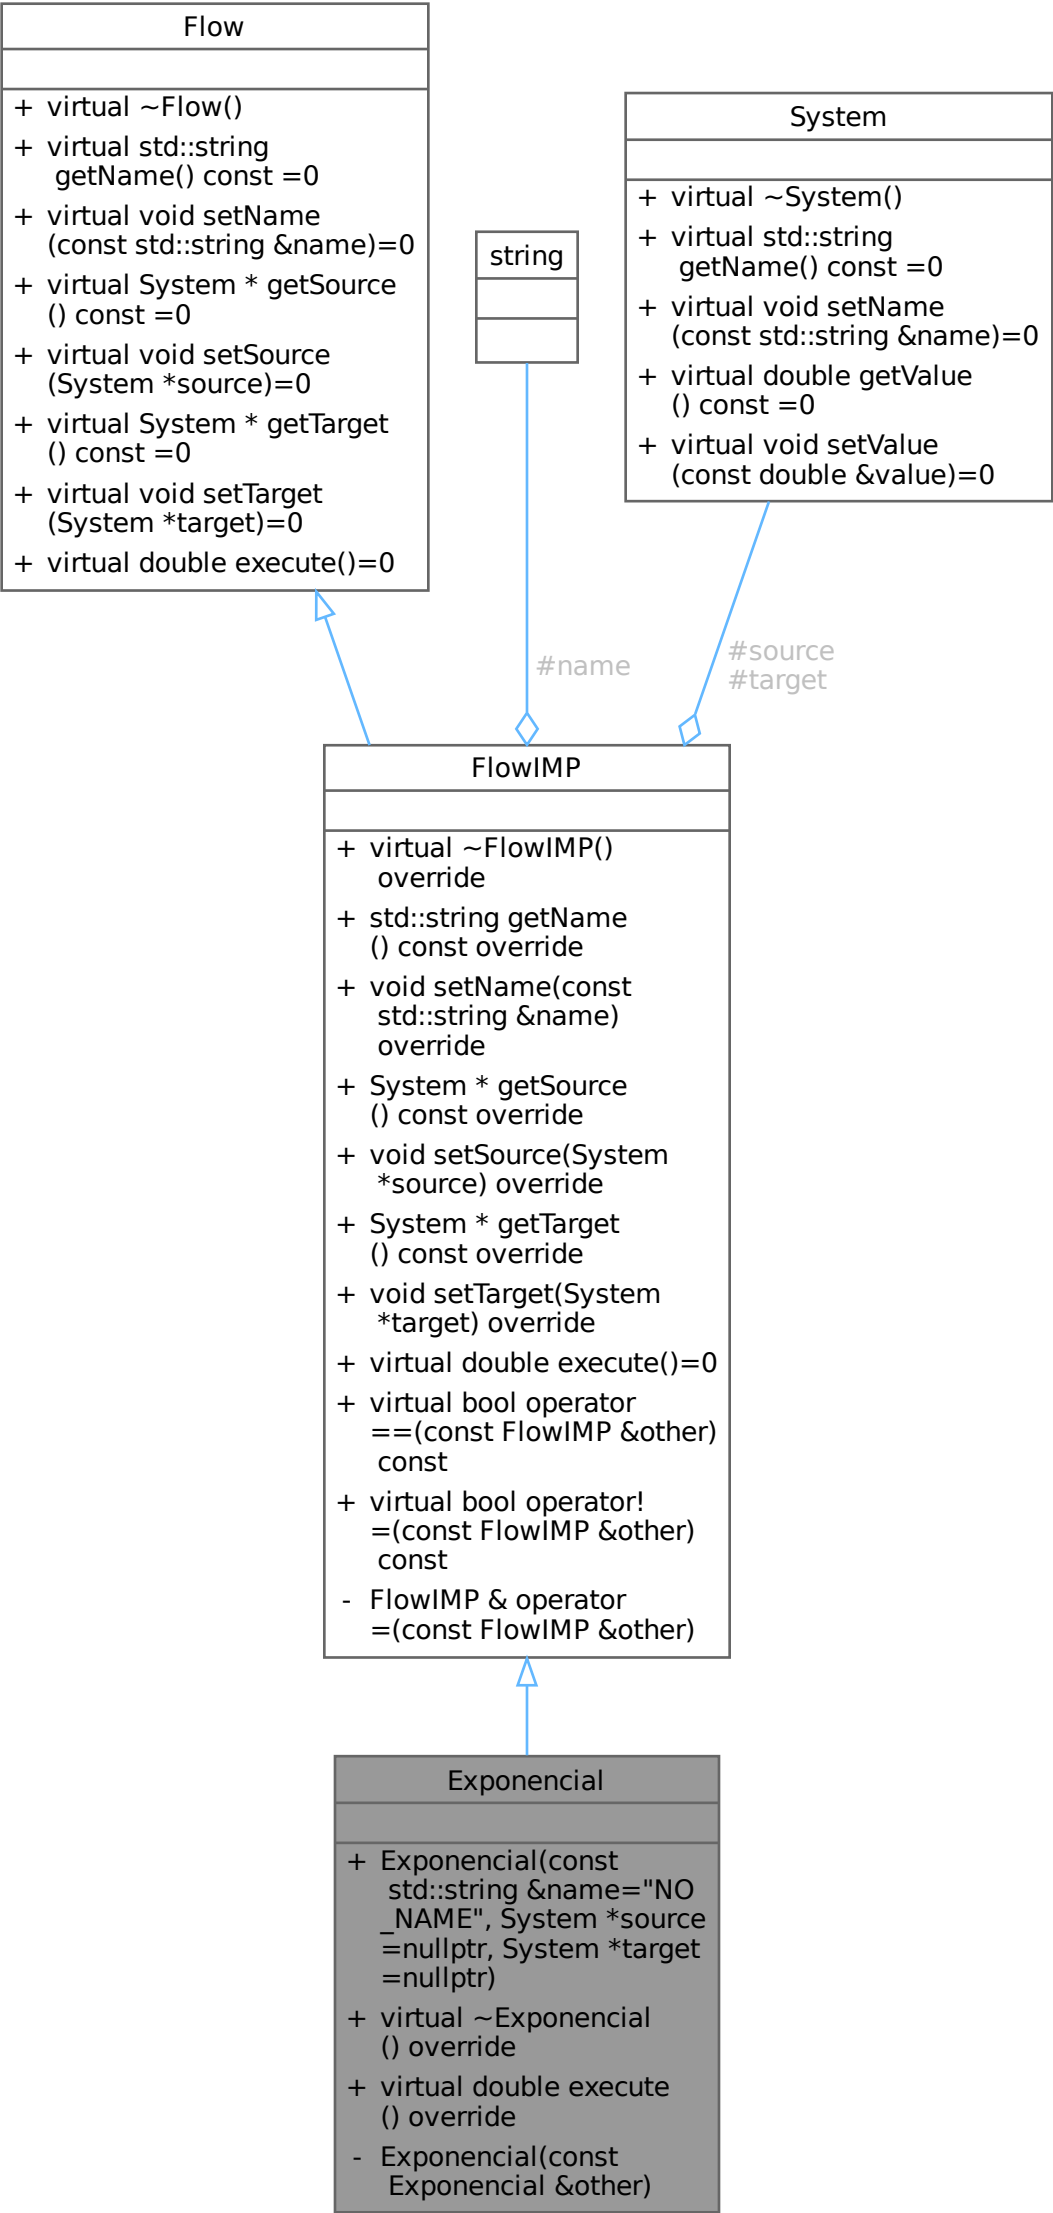 Flow
+ virtual ~Flow()
+ virtual std::string
getName() const =0
+ virtual void setName
(const std::string &name)=0
+ virtual System * getSource
() const =0
+ virtual void setSource
(System *source)=0
+ virtual System * getTarget
() const =0
+ virtual void setTarget
(System *target)=0
+ virtual double execute()=0
string
System
+ virtual ~System()
+ virtual std::string
getName() const =0
+ virtual void setName
(const std::string &name)=0
+ virtual double getValue
() const =0
+ virtual void setValue
(const double &value)=0
#name
#source
#target
FlowIMP
+ virtual ~FlowIMP()
override
+ std::string getName
() const override
+ void setName(const
std::string &name)
override
+ System * getSource
() const override
+ void setSource(System
*source) override
+ System * getTarget
() const override
+ void setTarget(System
*target) override
+ virtual double execute()=0
+ virtual bool operator
==(const FlowIMP &other)
const
+ virtual bool operator!
=(const FlowIMP &other)
const
- FlowIMP & operator
=(const FlowIMP &other)
Exponencial
+ Exponencial(const
std::string &name="NO
_NAME", System *source
=nullptr, System *target
=nullptr)
+ virtual ~Exponencial
() override
+ virtual double execute
() override
- Exponencial(const
Exponencial &other)